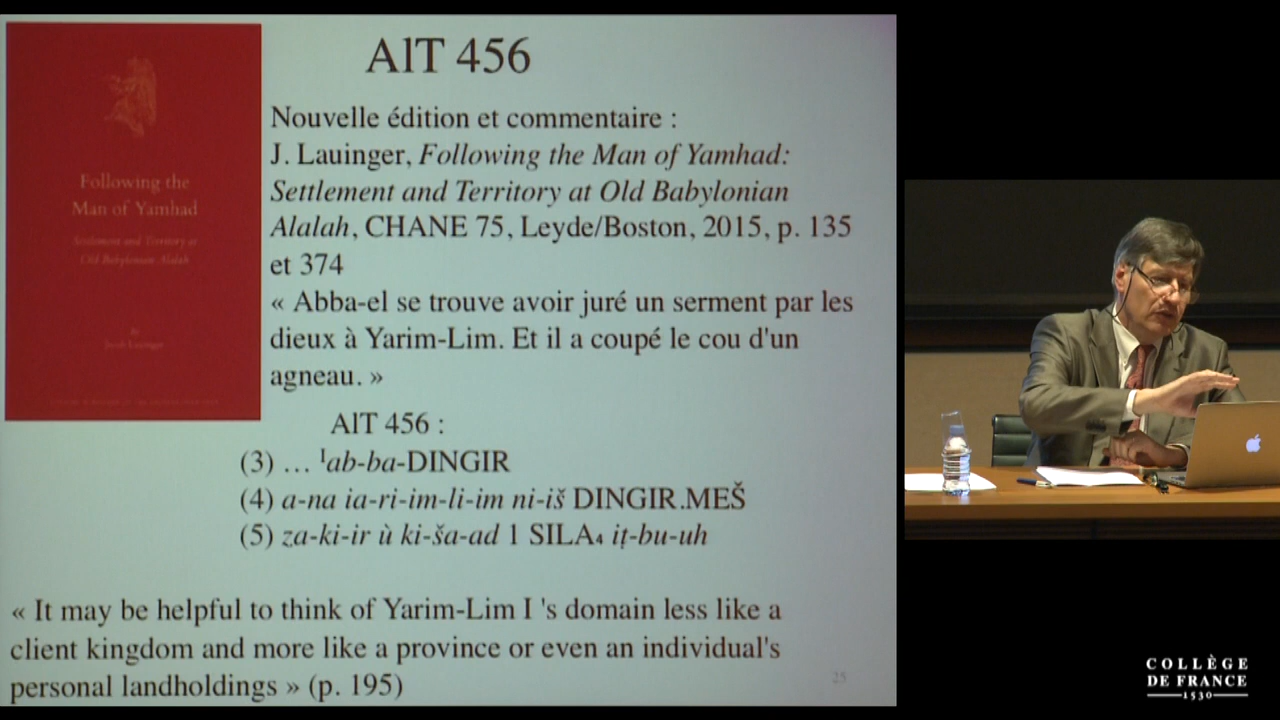 AlT 456
Following the
Man of Yamhad
Settlement and Territory at
Old Babylonian Alalah
Nouvelle édition et commentaire :
J. Lauinger, Following the Man of Yamhad:
Settlement and Territory at Old Babylonian
Alalah, CHANE 75, Leyde/Boston, 2015, p. 135
et 374
« Abba-el se trouve avoir juré un serment par les
dieux à Yarim-Lim. Et il a coupé le cou d'un
agneau. »
AlT 456 :
(3) … ᴵab-ba-DINGIR
(4) a-na ia-ri-im-li-im ni-iš DINGIR.MEŠ
(5) za-ki-ir ù ki-ša-ad 1 SILA₄ iṭ-bu-uh
« It may be helpful to think of Yarim-Lim I 's domain less like a
client kingdom and more like a province or even an individual's
personal landholdings » (p. 195)
25
COLLÈGE
DE FRANCE
1530